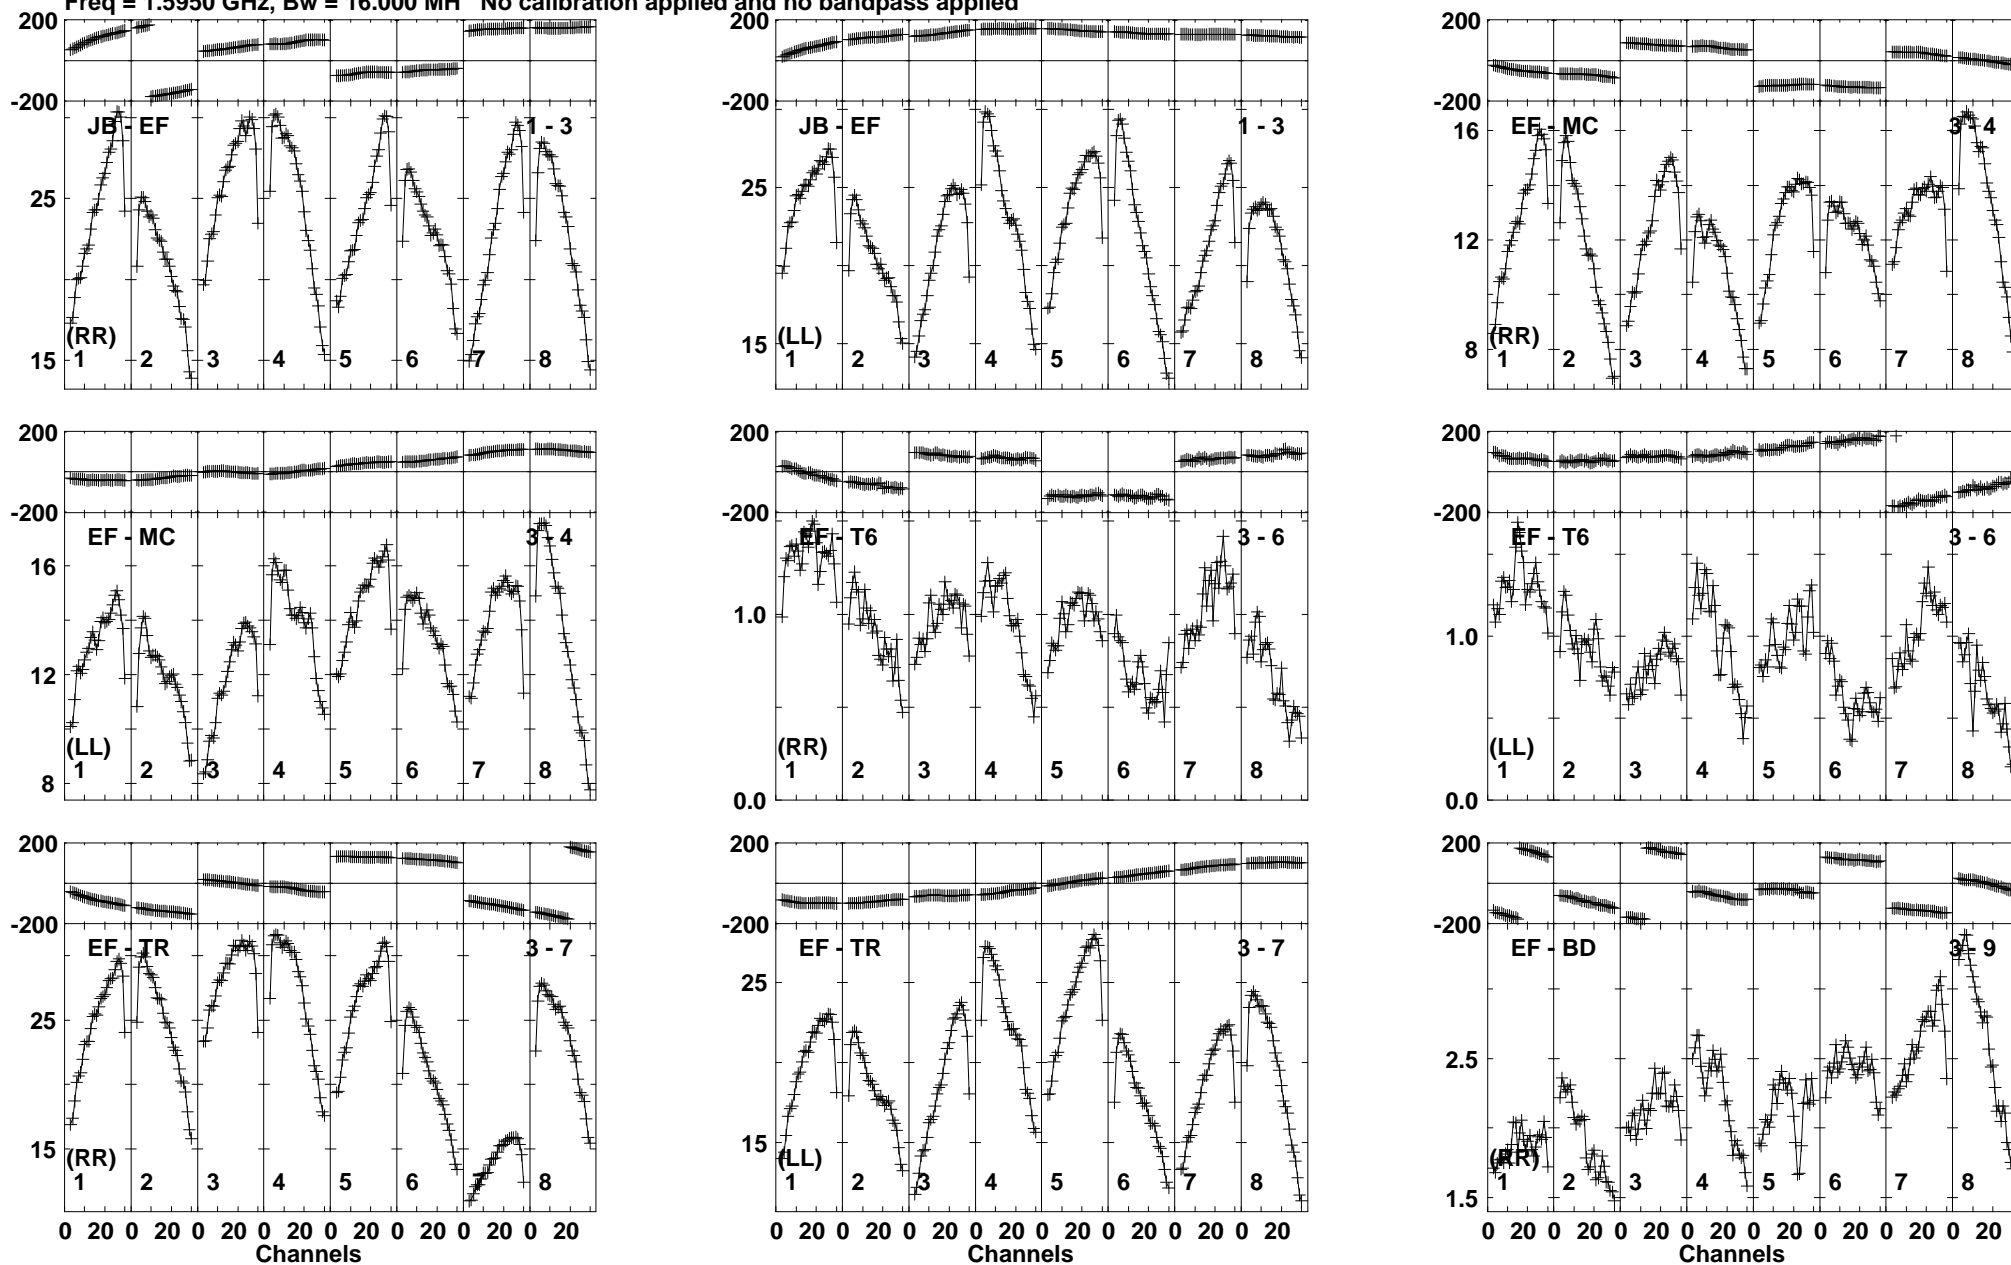 Freq = 1.5950 GHz, Bw = 16.000 MH No calibration applied and no bandpass applied
200 200 200
-200 -200 -200
JB - EF 1 - 3 JB - EF 1 - 3 EF - MC 3 - 4
16
25 25 12
15 15 8
(RR) (LL) (RR)
1 2 3 4 5 6 7 8 1 2 3 4 5 6 7 8 1 2 3 4 5 6 7 8
200 200 200
-200 -200 -200
EF - MC 3 - 4 EF - T6 3 - 6 EF - T6 3 - 6
16
1.0 1.0
12
(LL) (RR) (LL)
1 2 3 4 5 6 7 8 1 2 3 4 5 6 7 8 1 2 3 4 5 6 7 8
8 0.0 0.0
200 200 200
-200 -200 -200
EF - TR 3 - 7 EF - TR 3 - 7 EF - BD 3 - 9
25 25 2.5
15 15 1.5
(RR) (LL) (RR)
1 2 3 4 5 6 8 1 2 3 4 5 6 7 8 1 2 3 4 5 6 7 8
0 20 0 20 0 20 0 20 0 20 0 20 0 20 0 20 0 20 0 20 0 20 0 20 0 20 0 20 0 20 0 20 0 20 0 20 0 20 0 20 0 20 0 20 0 20 0 20
Channels Channels Channels